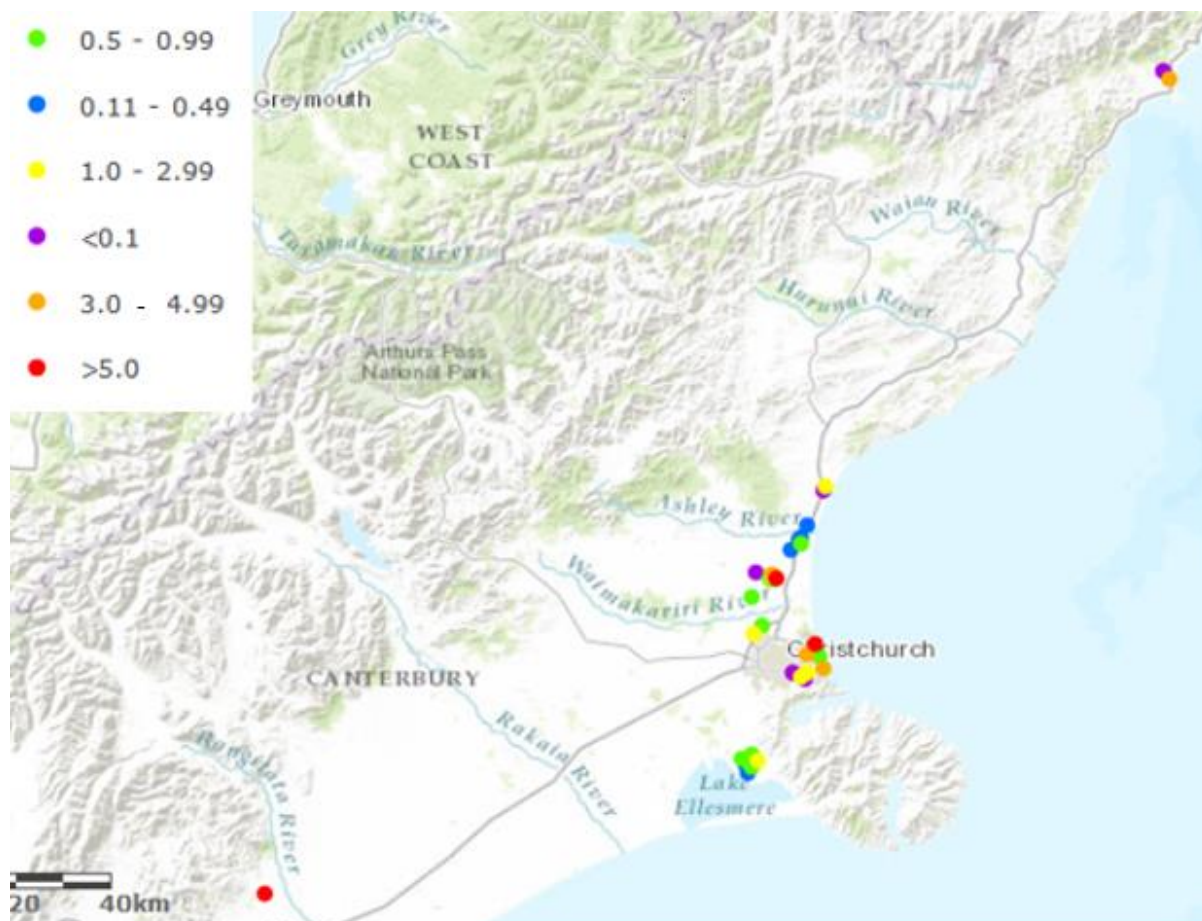 0.5 - 0.99
0.11 - 0.49
1.0 - 2.99
<0.1
3.0 - 4.99
>5.0
Grey River
Greymouth
WEST
COAST
Taramakau River
Waiau River
Hurunui River
Arthurs Pass
National Park
Ashley River
Waimakariri River
Christchurch
CANTERBURY
Rakaia River
Rangitata River
Lake
Ellesmere
20 40km